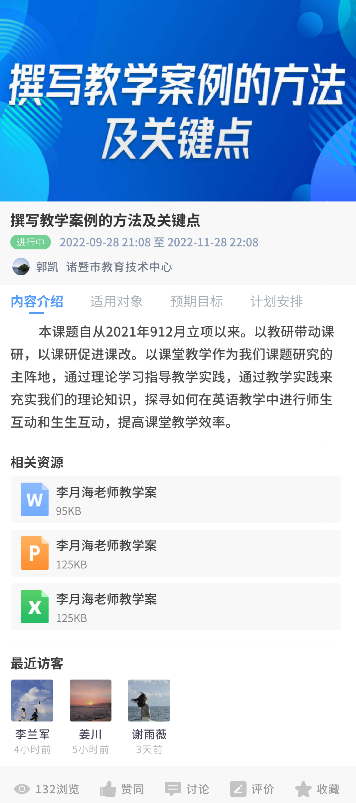 撰写教学案例的方法
及关键点
撰写教学案例的方法及关键点
进行中 2022-09-28 21:08 至 2022-11-28 22:08
郭凯 诸暨市教育技术中心
内容介绍 适用对象 预期目标 计划安排
本课题自从2021年912月立项以来。以教研带动课
研，以课研促进课改。以课堂教学作为我们课题研究的
主阵地，通过理论学习指导教学实践，通过教学实践来
充实我们的理论知识，探寻如何在英语教学中进行师生
互动和生生互动，提高课堂教学效率。
相关资源
W 李月海老师教学案
95KB
P 李月海老师教学案
125KB
X 李月海老师教学案
125KB
最近访客
李兰军 姜川 谢雨薇
4小时前 5小时前 3天前
132浏览 赞同 讨论 评价 收藏